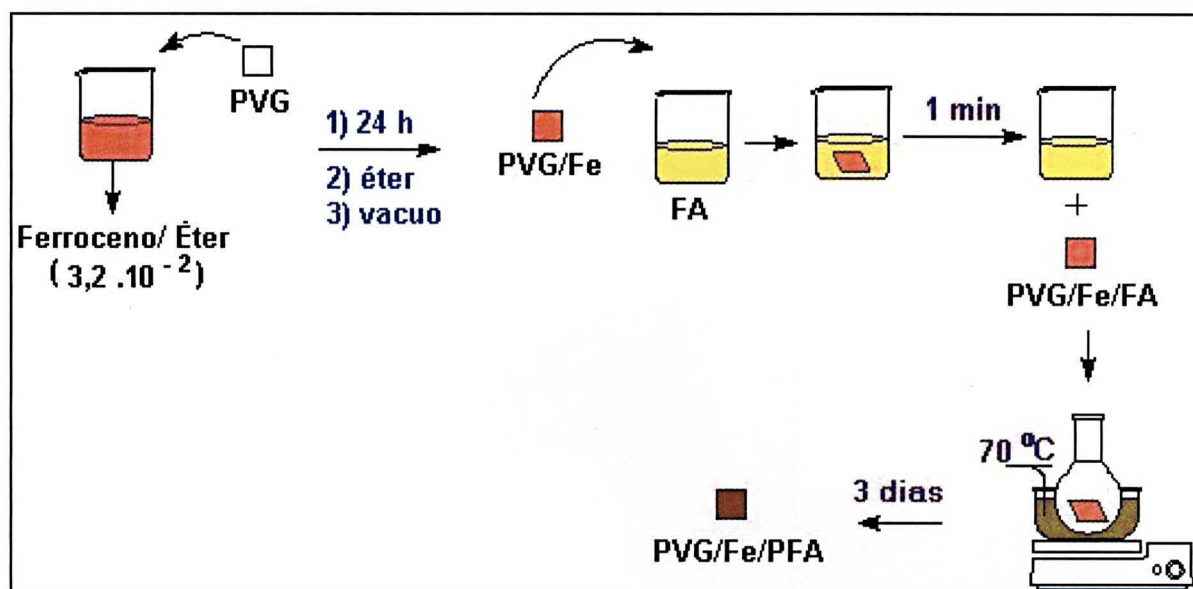 PVG
Ferroceno/ Éter
( 3,2 .10 ⁻²)
1) 24 h
2) éter
3) vacuo
PVG/Fe
FA
1 min
+
PVG/Fe/FA
70 ⁰C
3 dias
PVG/Fe/PFA